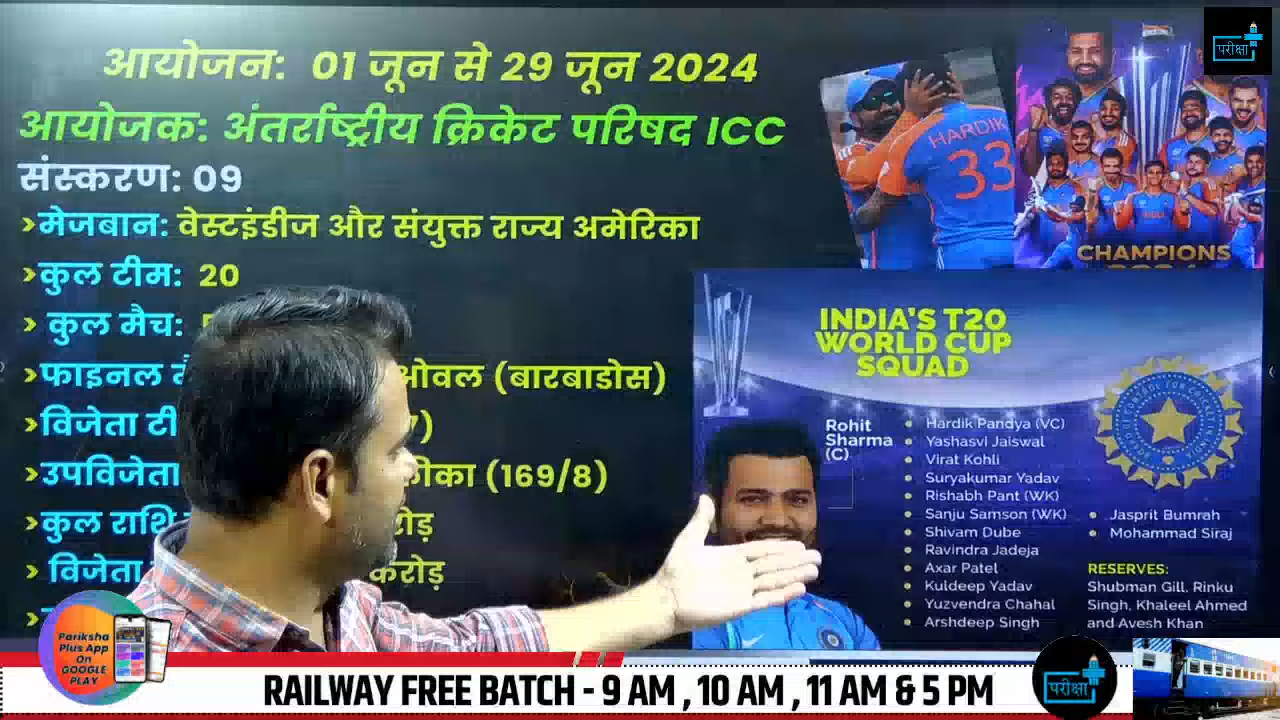 आयोजन: 01 जून से 29 जून 2024
आयोजक: अंतर्राष्ट्रीय क्रिकेट परिषद ICC
संस्करण: 09
>मेजबान: वेस्टइंडीज और संयुक्त राज्य अमेरिका
>कुल टीम: 20
> कुल मैच:
>फाइनल ओवल (बारबाडोस)
>विजेता
>उपविजेता (169/8)
>कुल राशि
> विजेता करोड़
परीक्षा
HARDIK
33
CHAMPIONS
INDIA'S T20
WORLD CUP
SQUAD
Rohit
Sharma
(C)
Hardik Pandya (VC)
Yashasvi Jaiswal
Virat Kohli
Suryakumar Yadav
Rishabh Pant (WK)
Sanju Samson (WK)
Shivam Dube
Ravindra Jadeja
Axar Patel
Kuldeep Yadav
Yuzvendra Chahal
Arshdeep Singh
Jasprit Bumrah
Mohammad Siraj
RESERVES:
Shubman Gill, Rinku
Singh, Khaleel Ahmed
and Avesh Khan
Pariksha
Plus App
On
GOOGLE
PLAY
RAILWAY FREE BATCH - 9 AM , 10 AM , 11 AM & 5 PM
परीक्षा